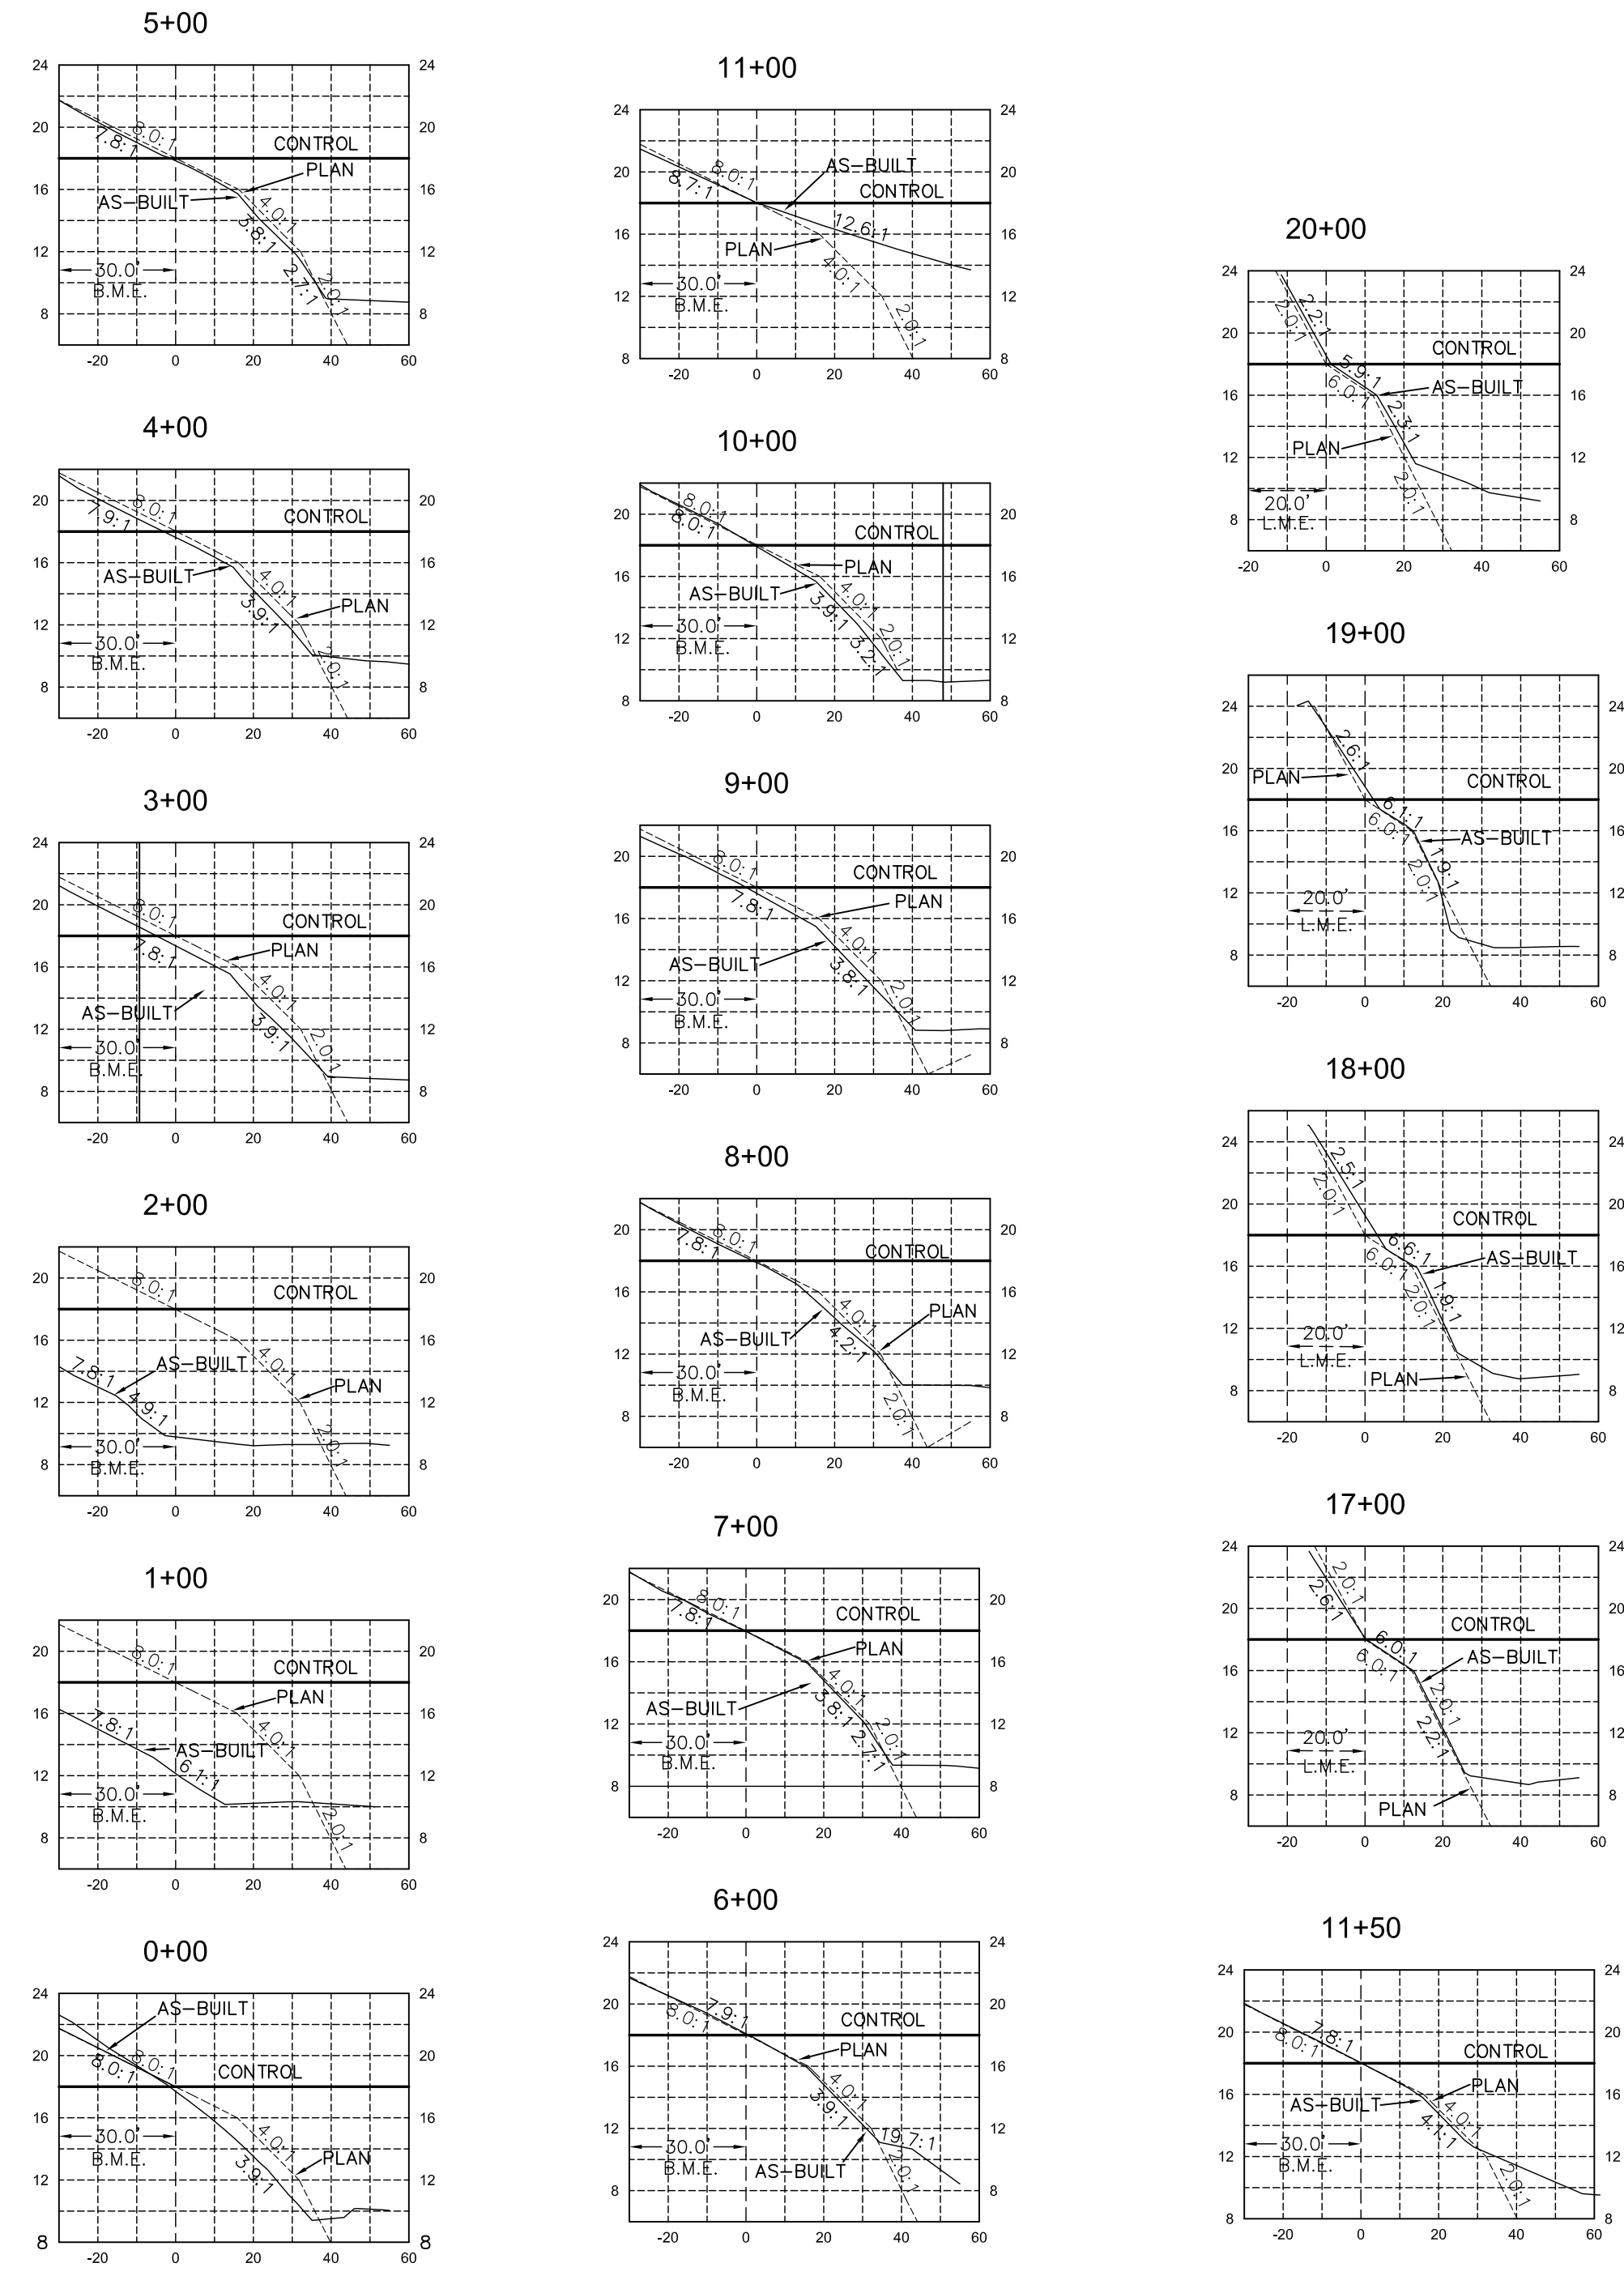 5+00
24 24
20 20
8.0:1
7.8:1
CONTROL
PLAN
16 16
AS-BUILT
4.0:1
3.8:1
12 12
30.0'
B.M.E.
2.7:1
2.0:1
8 8
-20 0 20 40 60
4+00
20 20
8.0:1
7.9:1
CONTROL
16 16
AS-BUILT
4.0:1
3.9:1
PLAN
12 12
30.0'
B.M.E.
2.0:1
8 8
-20 0 20 40 60
3+00
24 24
20 20
8.0:1
CONTROL
7.8:1
PLAN
16 16
4.0:1
AS-BUILT
3.9:1
12 12
30.0'
B.M.E.
2.0:1
8 8
-20 0 20 40 60
2+00
20 20
8.0:1
CONTROL
16 16
7.8:1
AS-BUILT
4.0:1
PLAN
4.9:1
12 12
30.0'
B.M.E.
2.0:1
8 8
-20 0 20 40 60
1+00
20 20
8.0:1
CONTROL
PLAN
16 16
7.8:1
AS-BUILT
4.0:1
6.1:1
12 12
30.0'
B.M.E.
2.0:1
8 8
-20 0 20 40 60
0+00
24 24
AS-BUILT
20 20
8.0:1
8.0:1
CONTROL
16 16
30.0'
B.M.E.
4.0:1
PLAN
3.9:1
12 12
8 8
-20 0 20 40 60
11+00
24 24
AS-BUILT
20 20
8.0:1
8.7:1
CONTROL
12.6:1
16 16
PLAN
4.0:1
30.0'
B.M.E.
12 12
2.0:1
8 8
-20 0 20 40 60
10+00
20 20
8.0:1
8.0:1
CONTROL
PLAN
16 16
AS-BUILT
4.0:1
3.9:1
30.0'
B.M.E.
12 12
2.0:1
3.2:1
8 8
-20 0 20 40 60
9+00
20 20
8.0:1
CONTROL
7.8:1
PLAN
16 16
4.0:1
AS-BUILT
3.8:1
12 12
30.0'
B.M.E.
2.0:1
8 8
-20 0 20 40 60
8+00
20 20
8.0:1
7.8:1
CONTROL
16 16
4.0:1
PLAN
AS-BUILT
4.2:1
12 12
30.0'
B.M.E.
2.0:1
8 8
-20 0 20 40 60
7+00
20 20
8.0:1
7.8:1
CONTROL
PLAN
16 16
4.0:1
AS-BUILT
3.8:1
12 12
30.0'
B.M.E.
2.0:1
2.7:1
8 8
-20 0 20 40 60
6+00
24 24
20 20
7.9:1
8.0:1
CONTROL
PLAN
16 16
4.0:1
3.9:1
12 12
30.0'
B.M.E.
19.7:1
AS-BUILT
2.0:1
8 8
-20 0 20 40 60
20+00
24 24
2.2:1
2.0:1
20 20
CONTROL
5.9:1
6.0:1
AS-BUILT
16 16
2.3:1
PLAN
12 12
20.0'
L.M.E.
2.0:1
8 8
-20 0 20 40 60
19+00
24 24
2.6:1
20 20
PLAN
CONTROL
6.1:1
6.0:1
16 16
AS-BUILT
1.9:1
2.0:1
12 12
20.0'
L.M.E.
8 8
-20 0 20 40 60
18+00
24 24
2.5:1
2.0:1
20 20
CONTROL
6.6:1
6.0:1
AS-BUILT
16 16
1.9:1
2.0:1
12 12
20.0'
L.M.E.
PLAN
8 8
-20 0 20 40 60
17+00
24 24
2.0:1
2.6:1
20 20
CONTROL
6.0:1
6.0:1
AS-BUILT
16 16
2.0:1
2.2:1
12 12
20.0'
L.M.E.
PLAN
8 8
-20 0 20 40 60
11+50
24 24
20 20
7.8:1
8.0:1
CONTROL
PLAN
16 16
AS-BUILT
4.0:1
4.1:1
12 12
30.0'
B.M.E.
2.0:1
8 8
-20 0 20 40 60